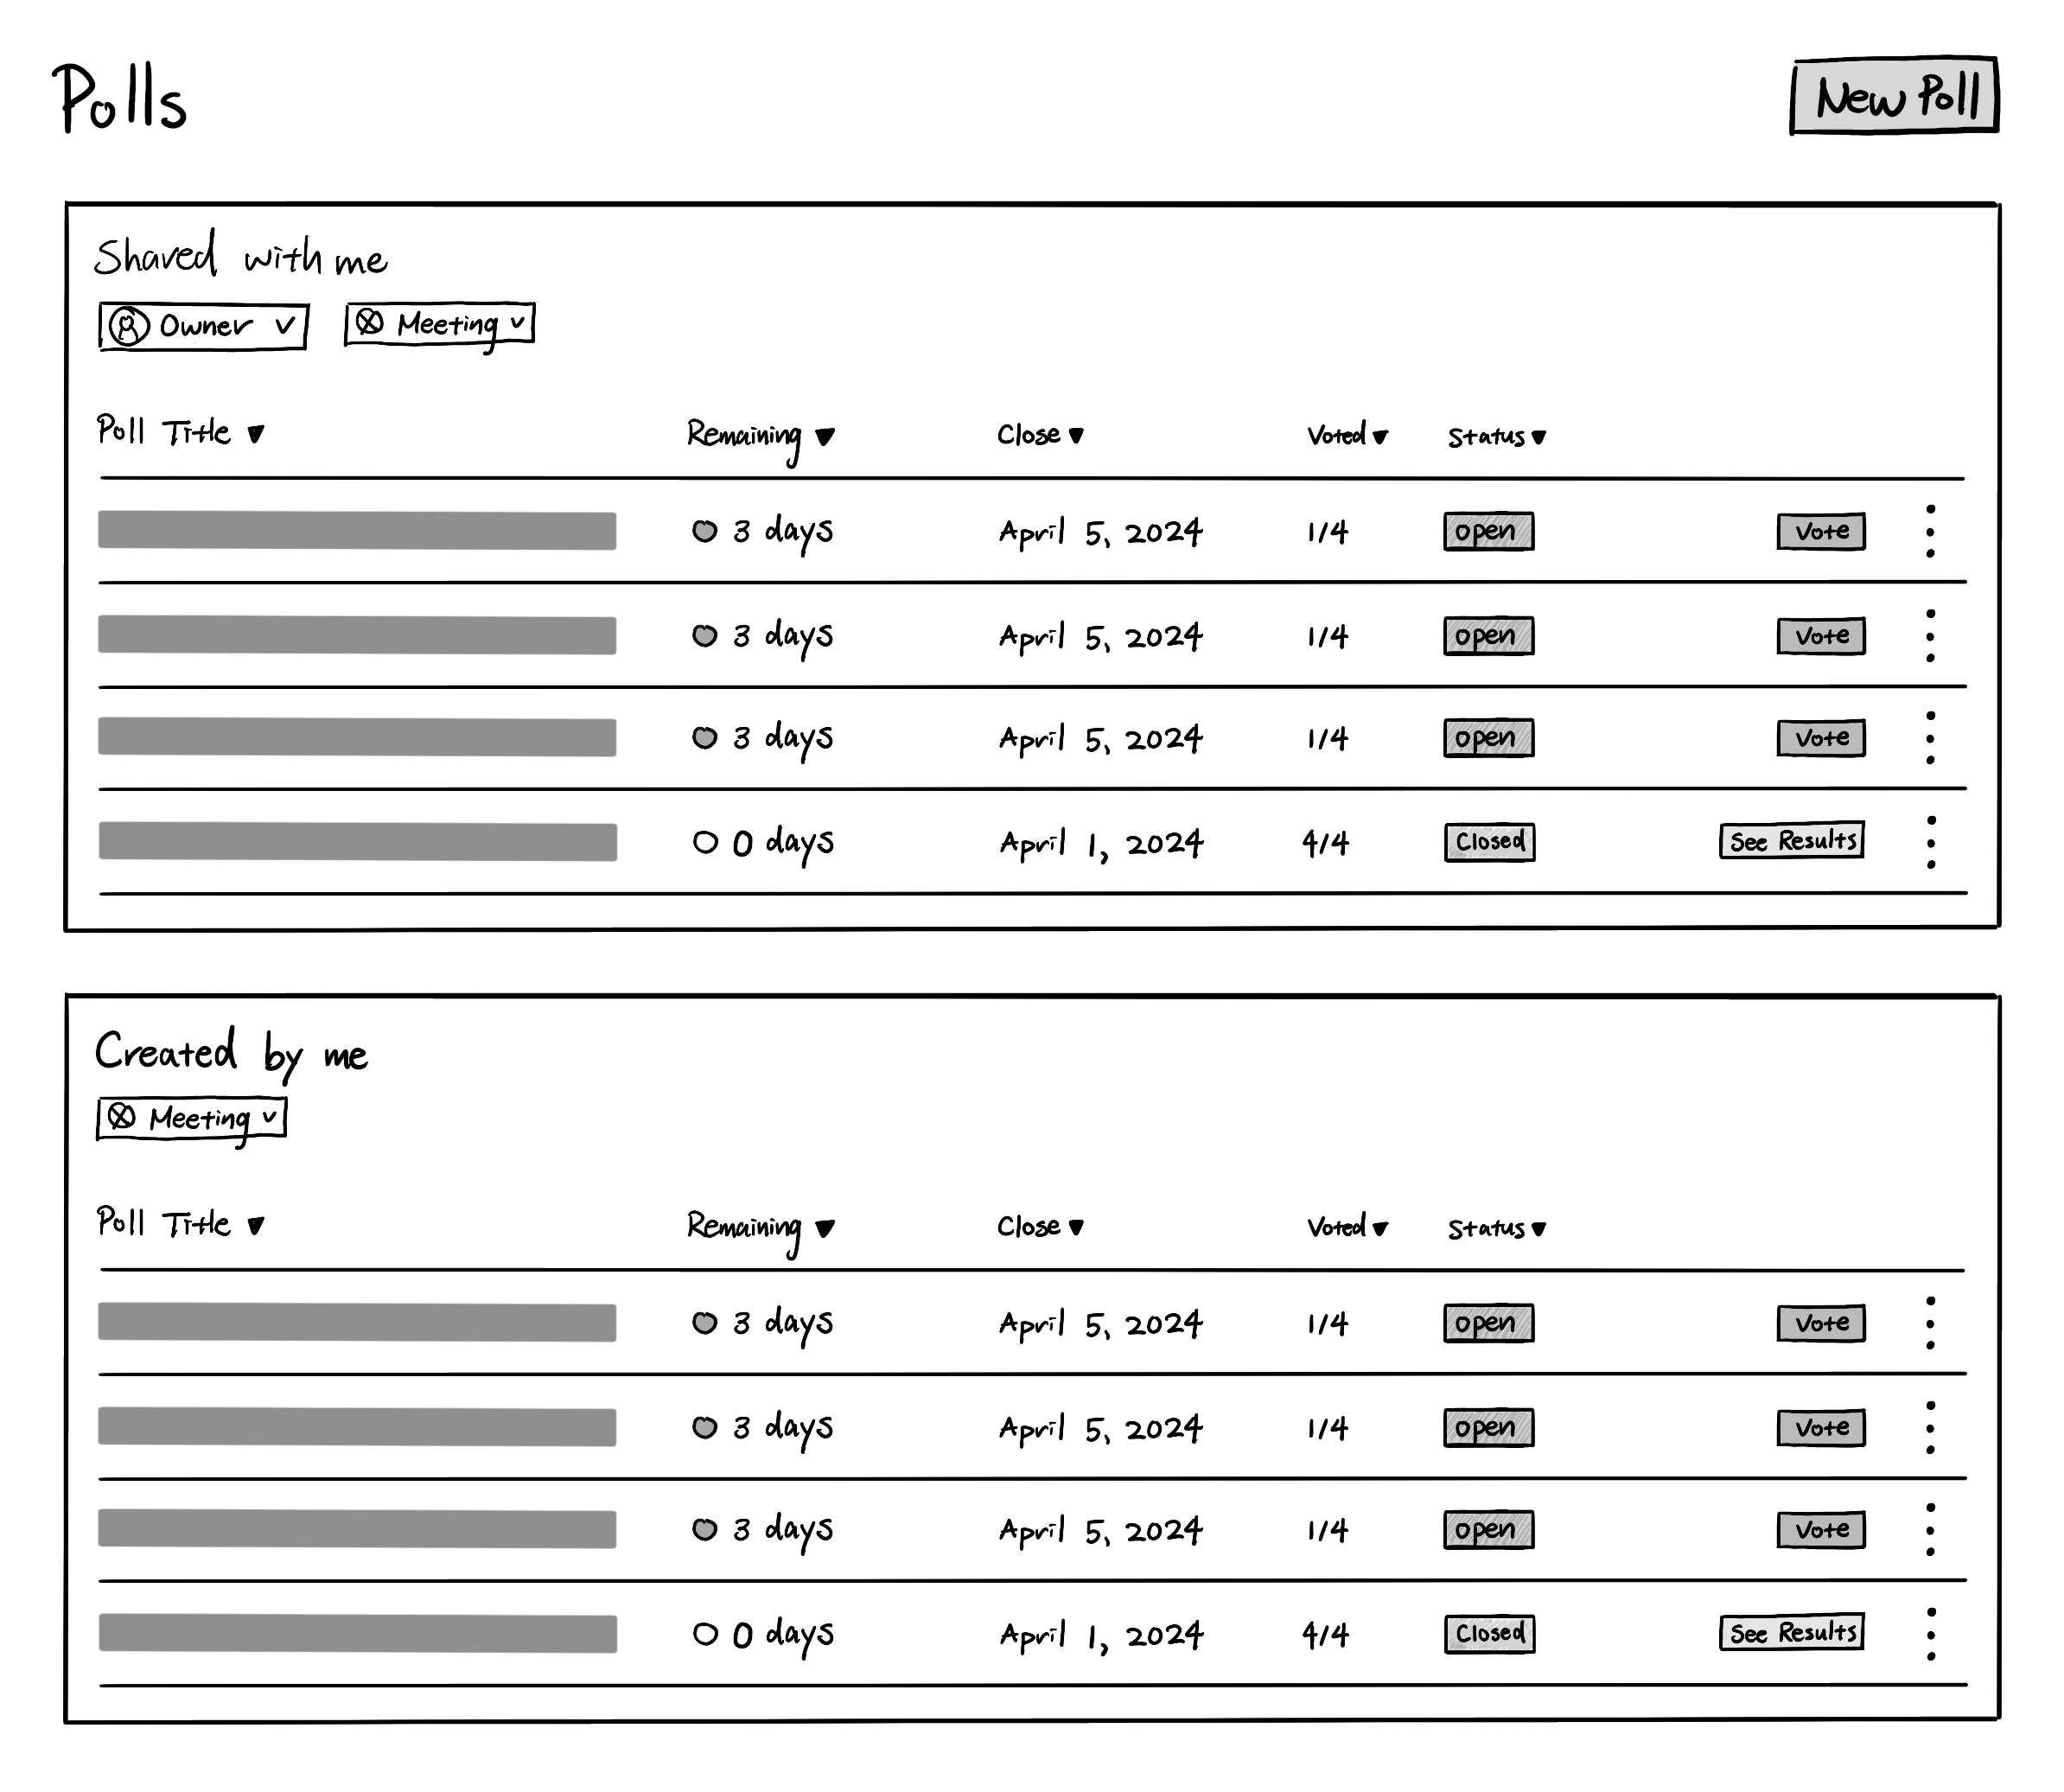 Polls
New Poll
Shared with me
Owner
Meeting
Poll Title Remaining Close Voted Status
3 days April 5, 2024 1/4 open Vote
3 days April 5, 2024 1/4 open Vote
3 days April 5, 2024 1/4 open Vote
0 days April 1, 2024 4/4 Closed See Results
Created by me
Meeting
Poll Title Remaining Close Voted Status
3 days April 5, 2024 1/4 open Vote
3 days April 5, 2024 1/4 open Vote
3 days April 5, 2024 1/4 open Vote
0 days April 1, 2024 4/4 Closed See Results